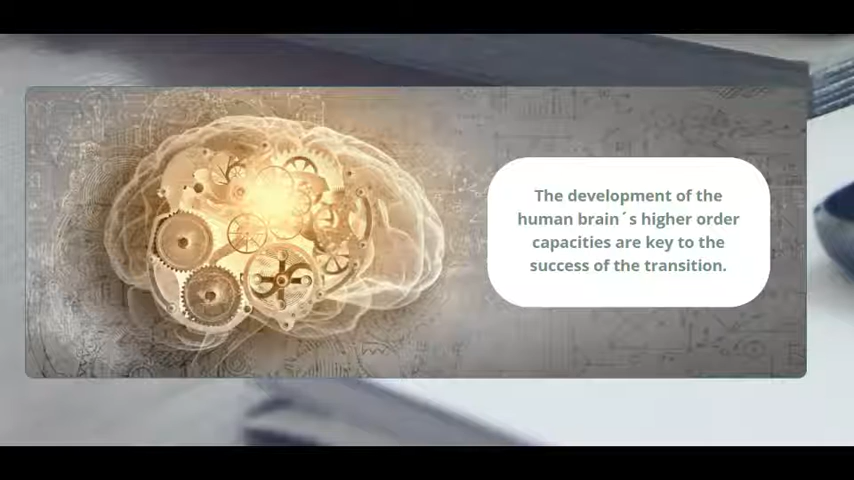 The development of the
human brain´s higher order
capacities are key to the
success of the transition.